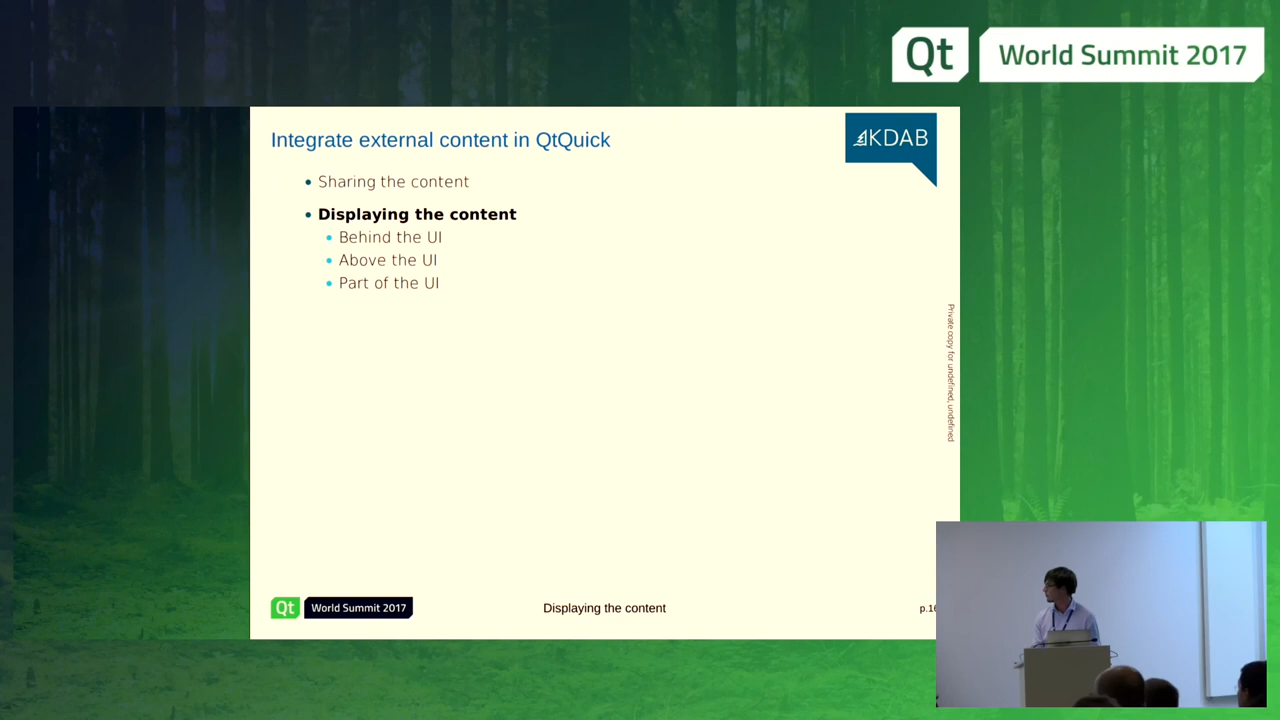 Qt World Summit 2017
Integrate external content in QtQuick
KDAB
Sharing the content
Displaying the content
Behind the UI
Above the UI
Part of the UI
Private copy for undefined, undefined
Qt World Summit 2017
Displaying the content
p.16